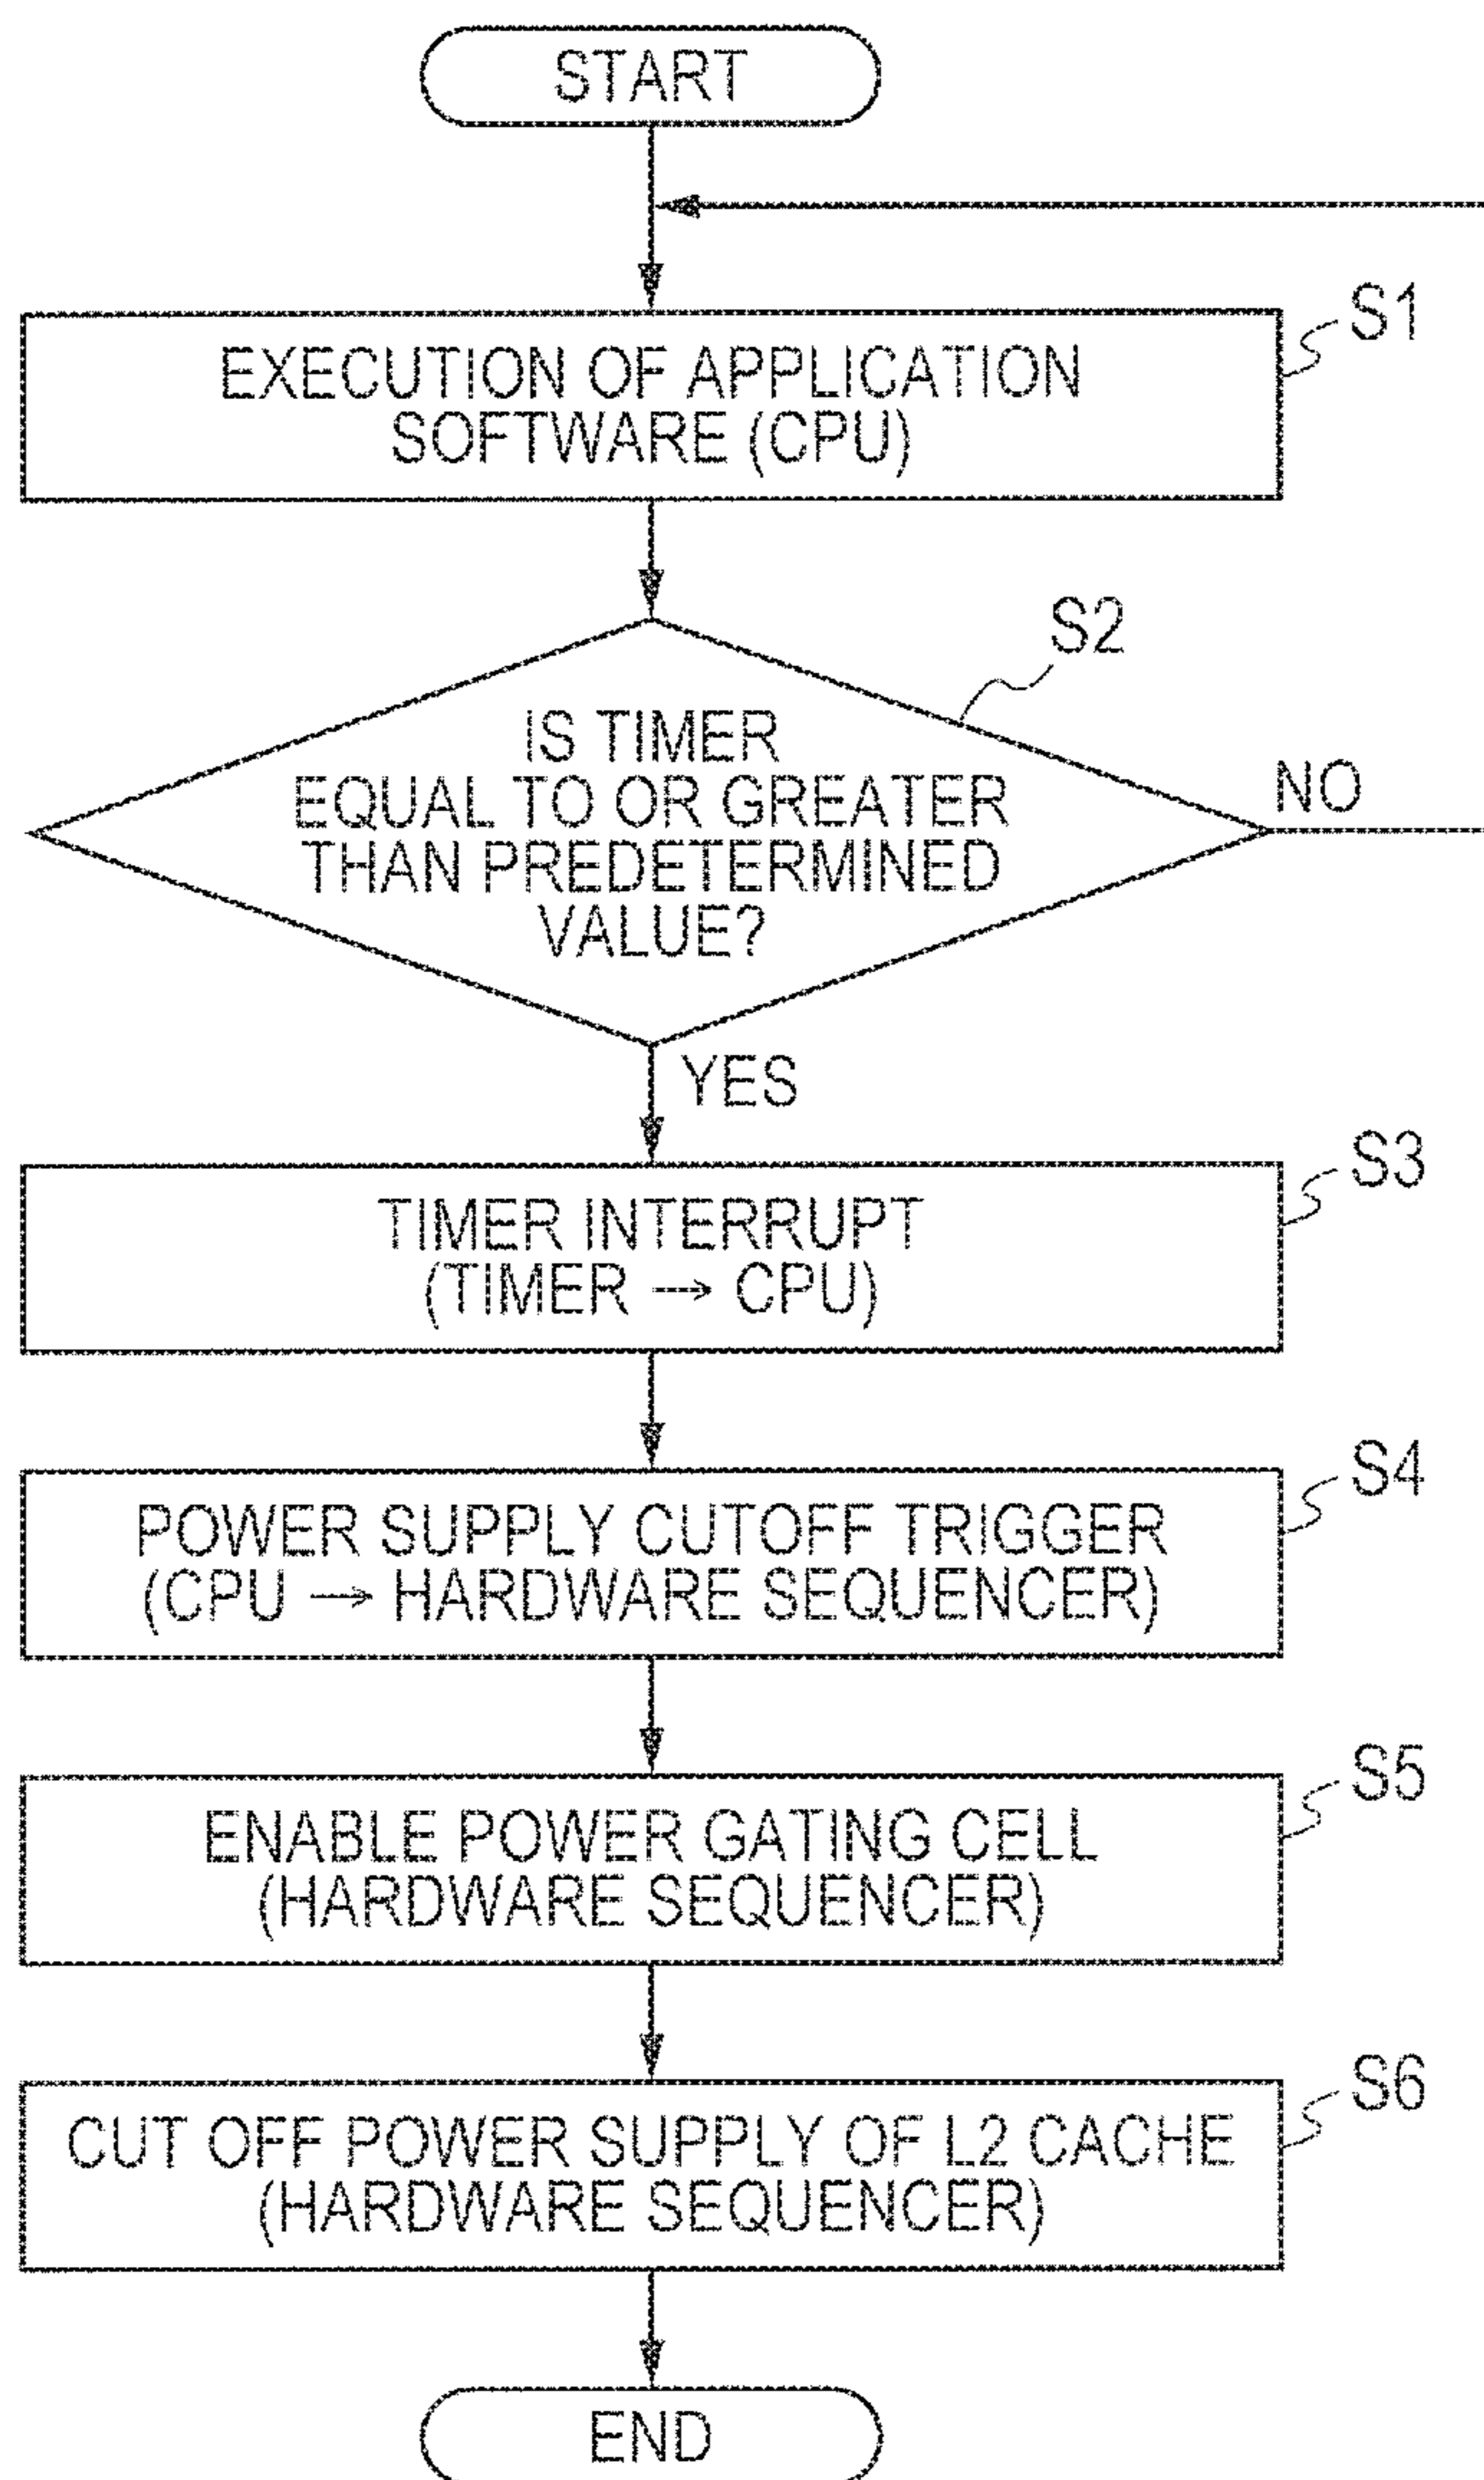 START
S1
EXECUTION OF APPLICATION
SOFTWARE (CPU)
S2
IS TIMER
EQUAL TO OR GREATER
THAN PREDETERMINED
VALUE?
NO
YES
S3
TIMER INTERRUPT
(TIMER → CPU)
S4
POWER SUPPLY CUTOFF TRIGGER
(CPU → HARDWARE SEQUENCER)
S5
ENABLE POWER GATING CELL
(HARDWARE SEQUENCER)
S6
CUT OFF POWER SUPPLY OF L2 CACHE
(HARDWARE SEQUENCER)
END